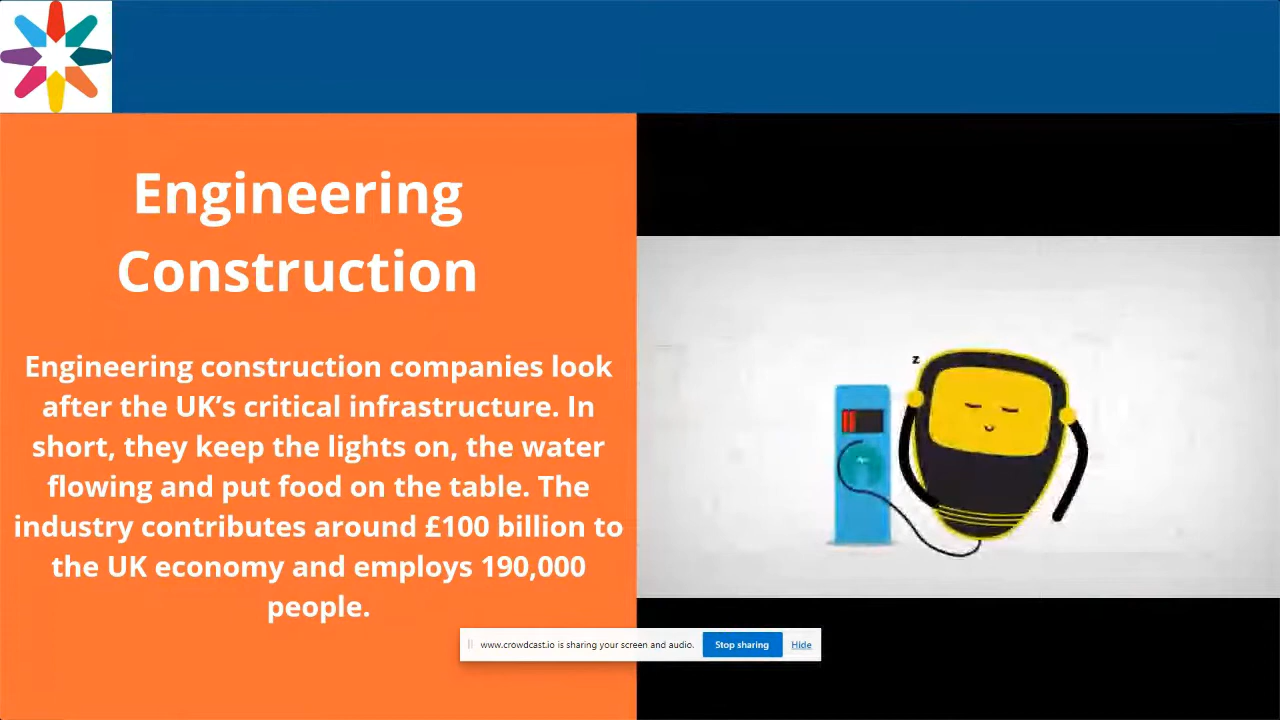 Engineering
Construction
Engineering construction companies look
after the UK’s critical infrastructure. In
short, they keep the lights on, the water
flowing and put food on the table. The
industry contributes around £100 billion to
the UK economy and employs 190,000
people.
z
www.crowdcast.io is sharing your screen and audio. Stop sharing Hide